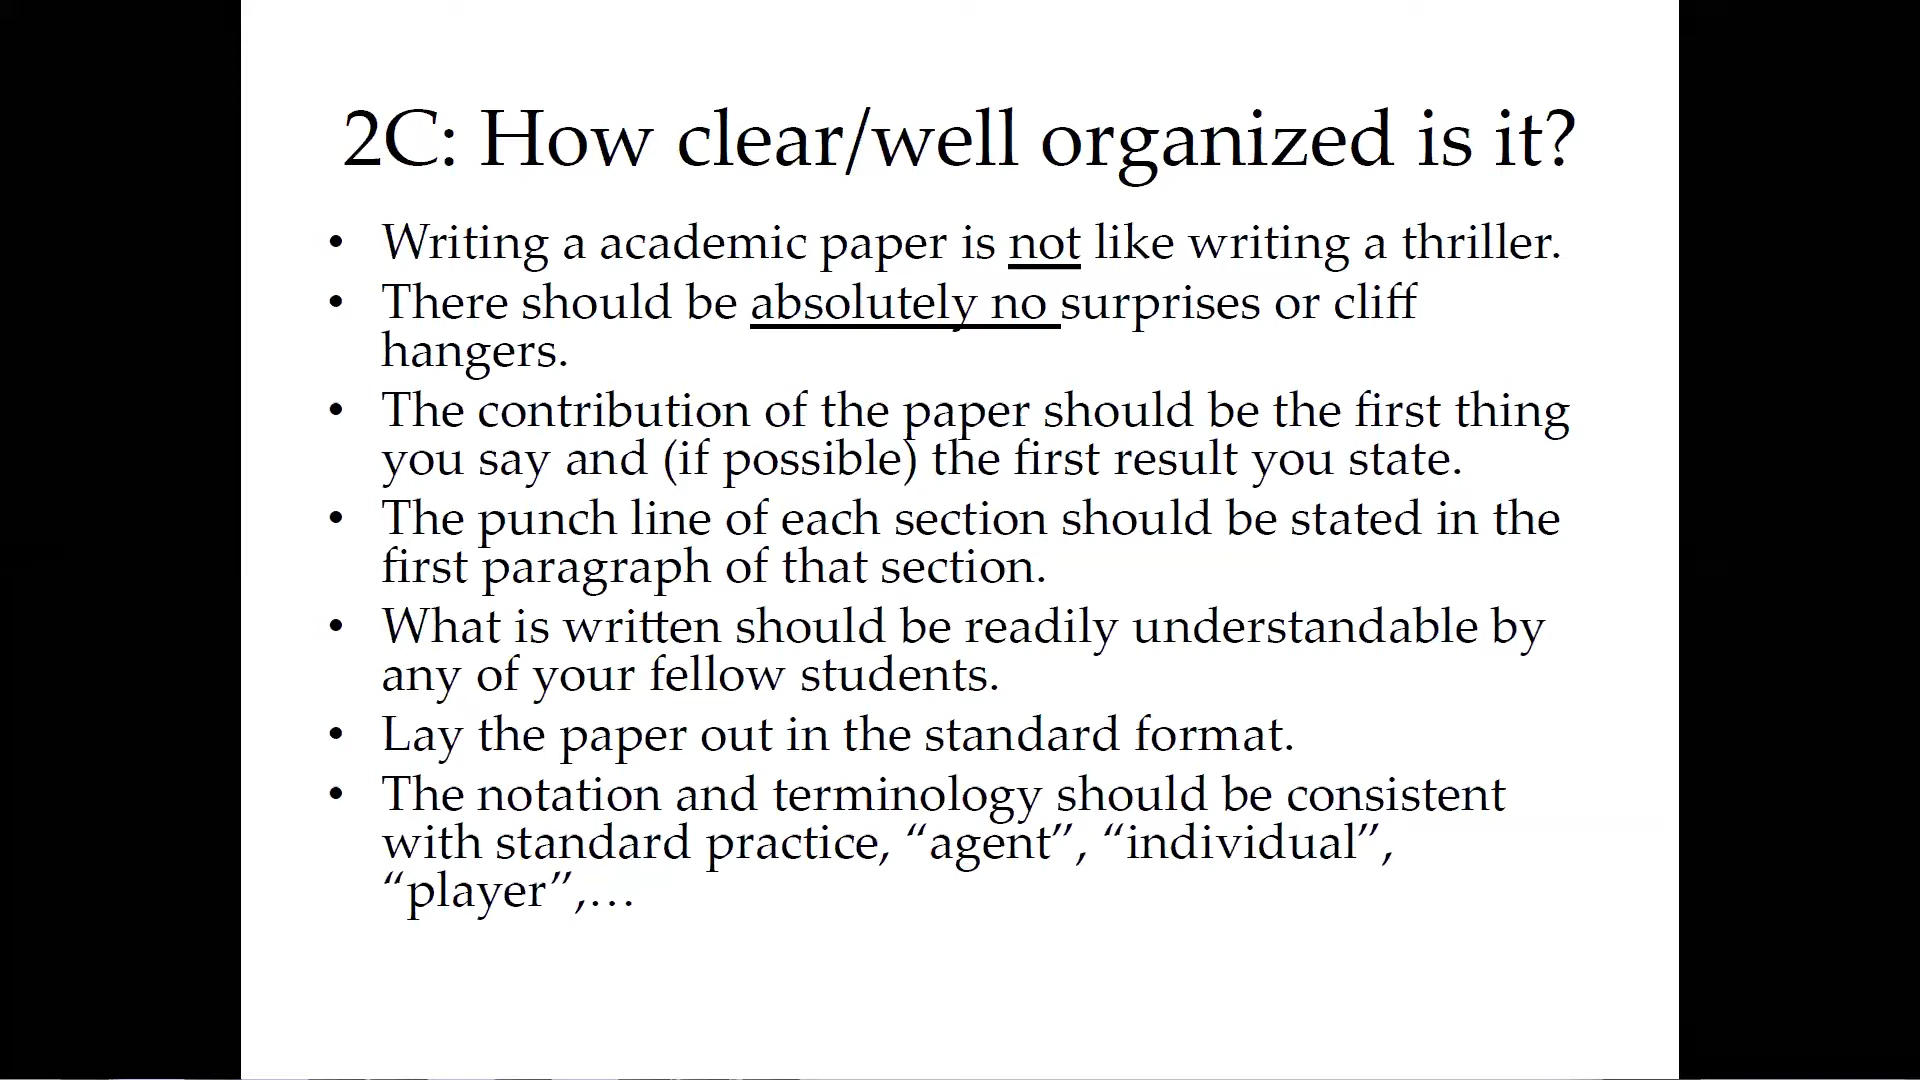 2C: How clear/well organized is it?
• Writing a academic paper is not like writing a thriller.
• There should be absolutely no surprises or cliff
hangers.
• The contribution of the paper should be the first thing
you say and (if possible) the first result you state.
• The punch line of each section should be stated in the
first paragraph of that section.
• What is written should be readily understandable by
any of your fellow students.
• Lay the paper out in the standard format.
• The notation and terminology should be consistent
with standard practice, “agent”, “individual”,
“player”,…